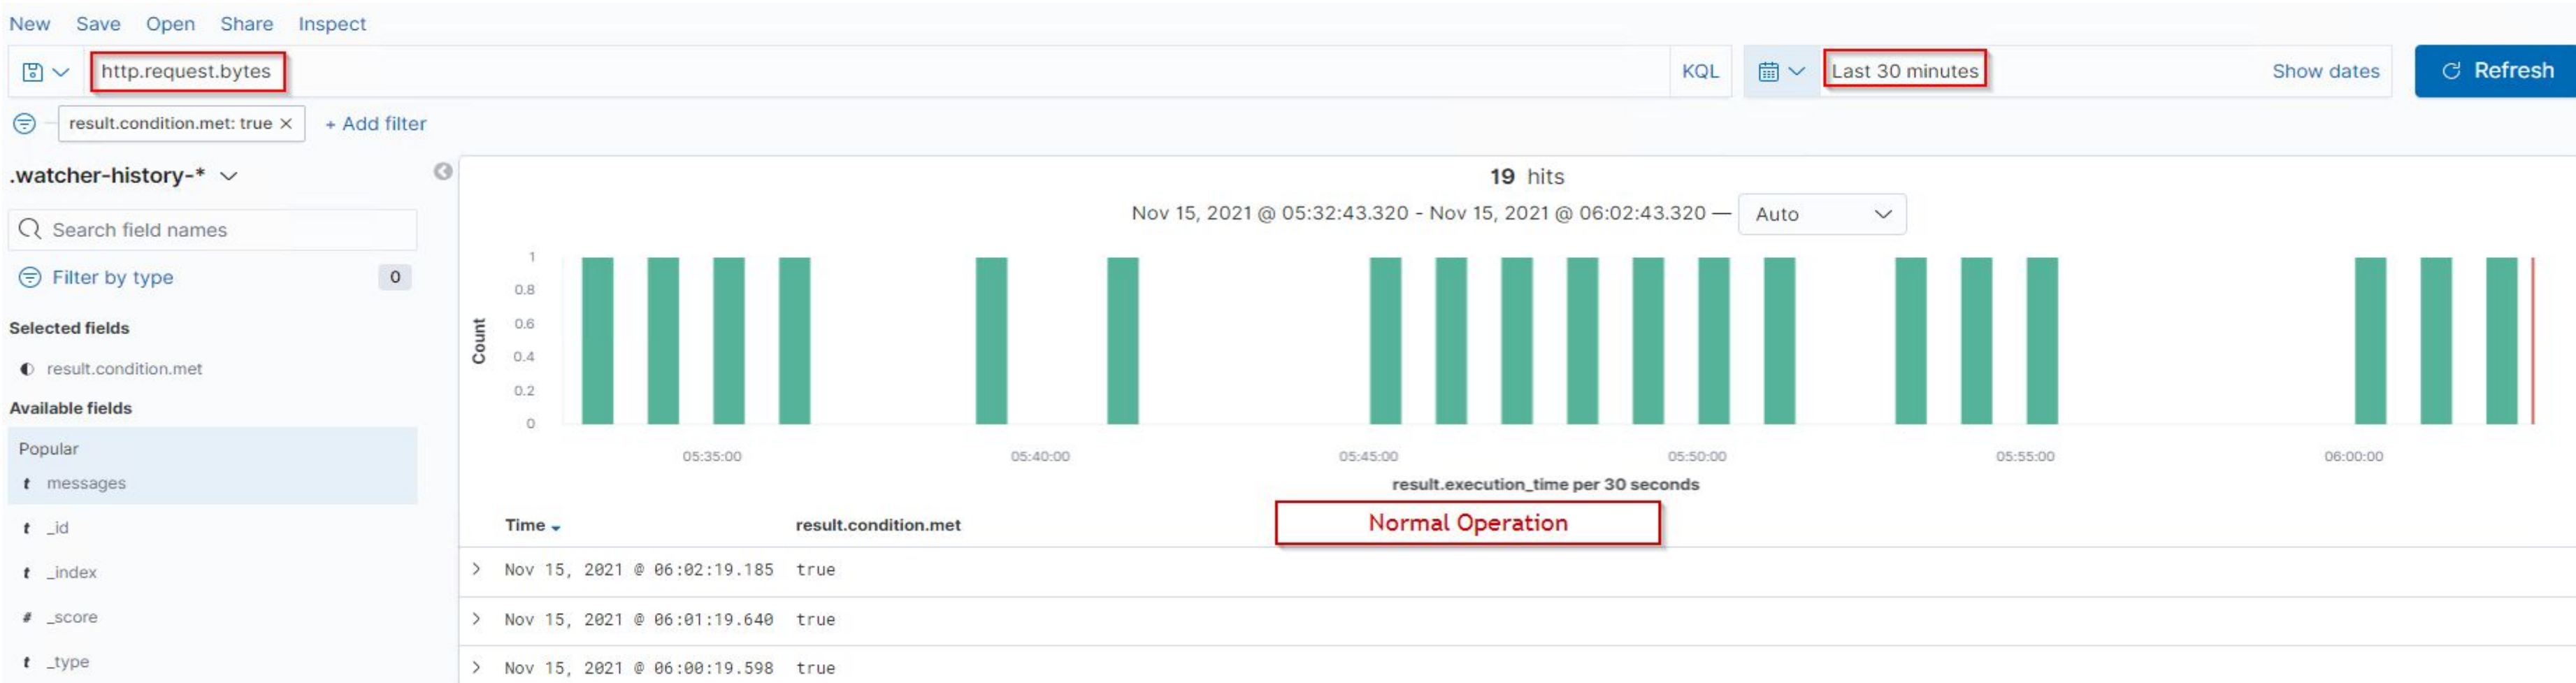 New Save Open Share Inspect
http.request.bytes KQL Last 30 minutes Show dates Refresh
result.condition.met: true × + Add filter
.watcher-history-*
19 hits
Nov 15, 2021 @ 05:32:43.320 - Nov 15, 2021 @ 06:02:43.320 — Auto
Search field names
Filter by type 0
Selected fields
result.condition.met
Available fields
Popular
t messages
t _id
t _index
# _score
t _type
Count
1
0.8
0.6
0.4
0.2
0
05:35:00 05:40:00 05:45:00 05:50:00 05:55:00 06:00:00
result.execution_time per 30 seconds
Time result.condition.met Normal Operation
> Nov 15, 2021 @ 06:02:19.185 true
> Nov 15, 2021 @ 06:01:19.640 true
> Nov 15, 2021 @ 06:00:19.598 true